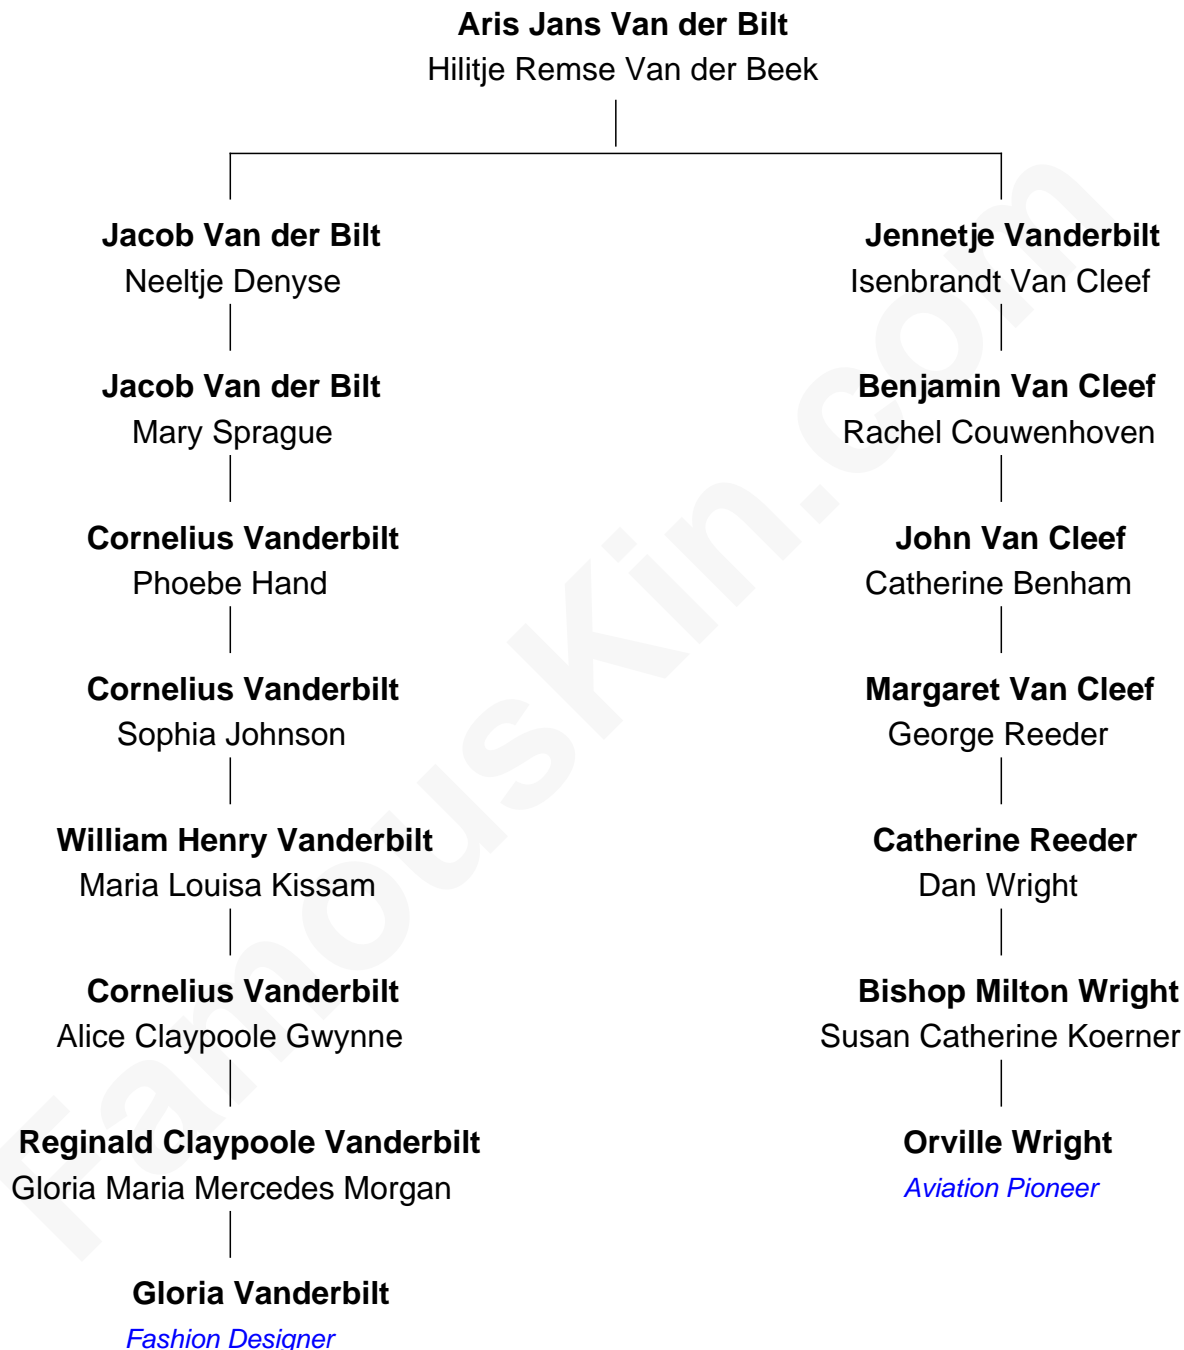 Aris Jans Van der Bilt
Hilitje Remse Van der Beek
Jacob Van der Bilt
Neeltje Denyse
Jacob Van der Bilt
Mary Sprague
Cornelius Vanderbilt
Phoebe Hand
Cornelius Vanderbilt
Sophia Johnson
William Henry Vanderbilt
Maria Louisa Kissam
Cornelius Vanderbilt
Alice Claypoole Gwynne
Reginald Claypoole Vanderbilt
Gloria Maria Mercedes Morgan
Gloria Vanderbilt
Fashion Designer
Jennetje Vanderbilt
Isenbrandt Van Cleef
Benjamin Van Cleef
Rachel Couwenhoven
John Van Cleef
Catherine Benham
Margaret Van Cleef
George Reeder
Catherine Reeder
Dan Wright
Bishop Milton Wright
Susan Catherine Koerner
Orville Wright
Aviation Pioneer
FamousKin.com